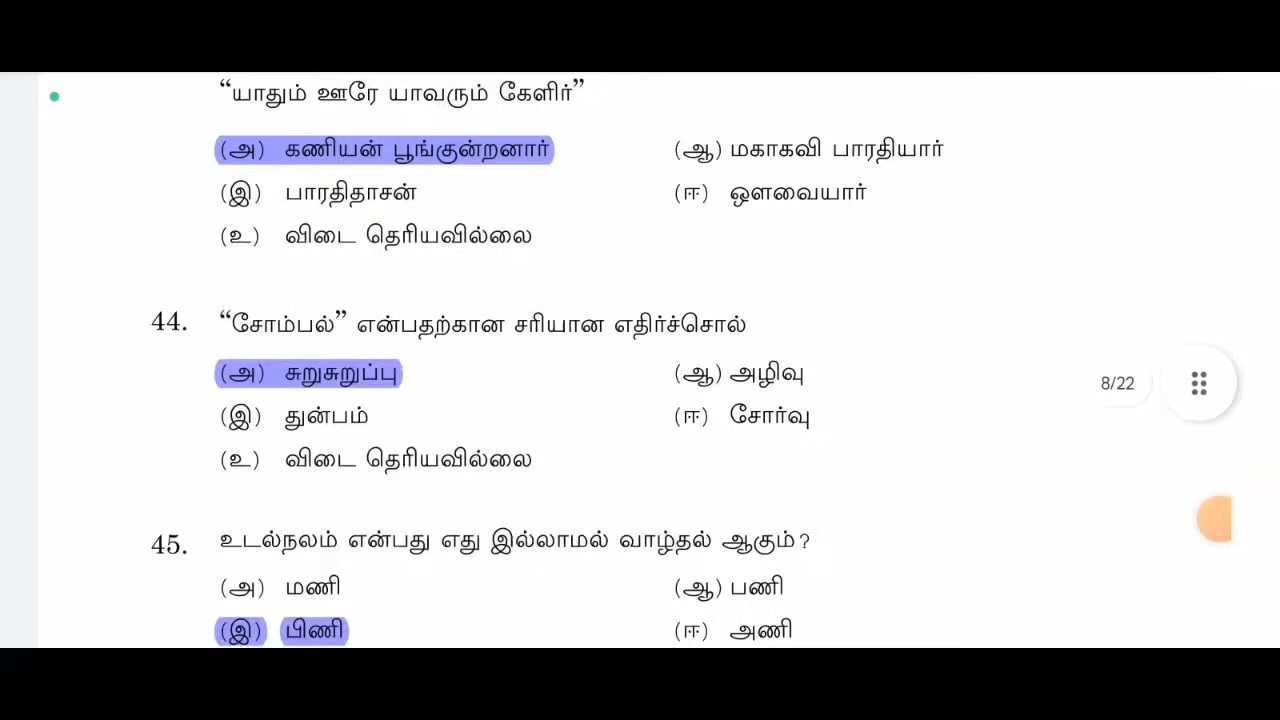 “யாதும் ஊரே யாவரும் கேளிர்”
(அ) கணியன் பூங்குன்றனார் (ஆ) மகாகவி பாரதியார்
(இ) பாரதிதாசன் (ஈ) ஔவையார்
(உ) விடை தெரியவில்லை
44. “சோம்பல்” என்பதற்கான சரியான எதிர்ச்சொல்
(அ) சுறுசுறுப்பு (ஆ) அழிவு
(இ) துன்பம் (ஈ) சோர்வு
(உ) விடை தெரியவில்லை
8/22
45. உடல்நலம் என்பது எது இல்லாமல் வாழ்தல் ஆகும்?
(அ) மணி (ஆ) பணி
(இ) பிணி (ஈ) அணி